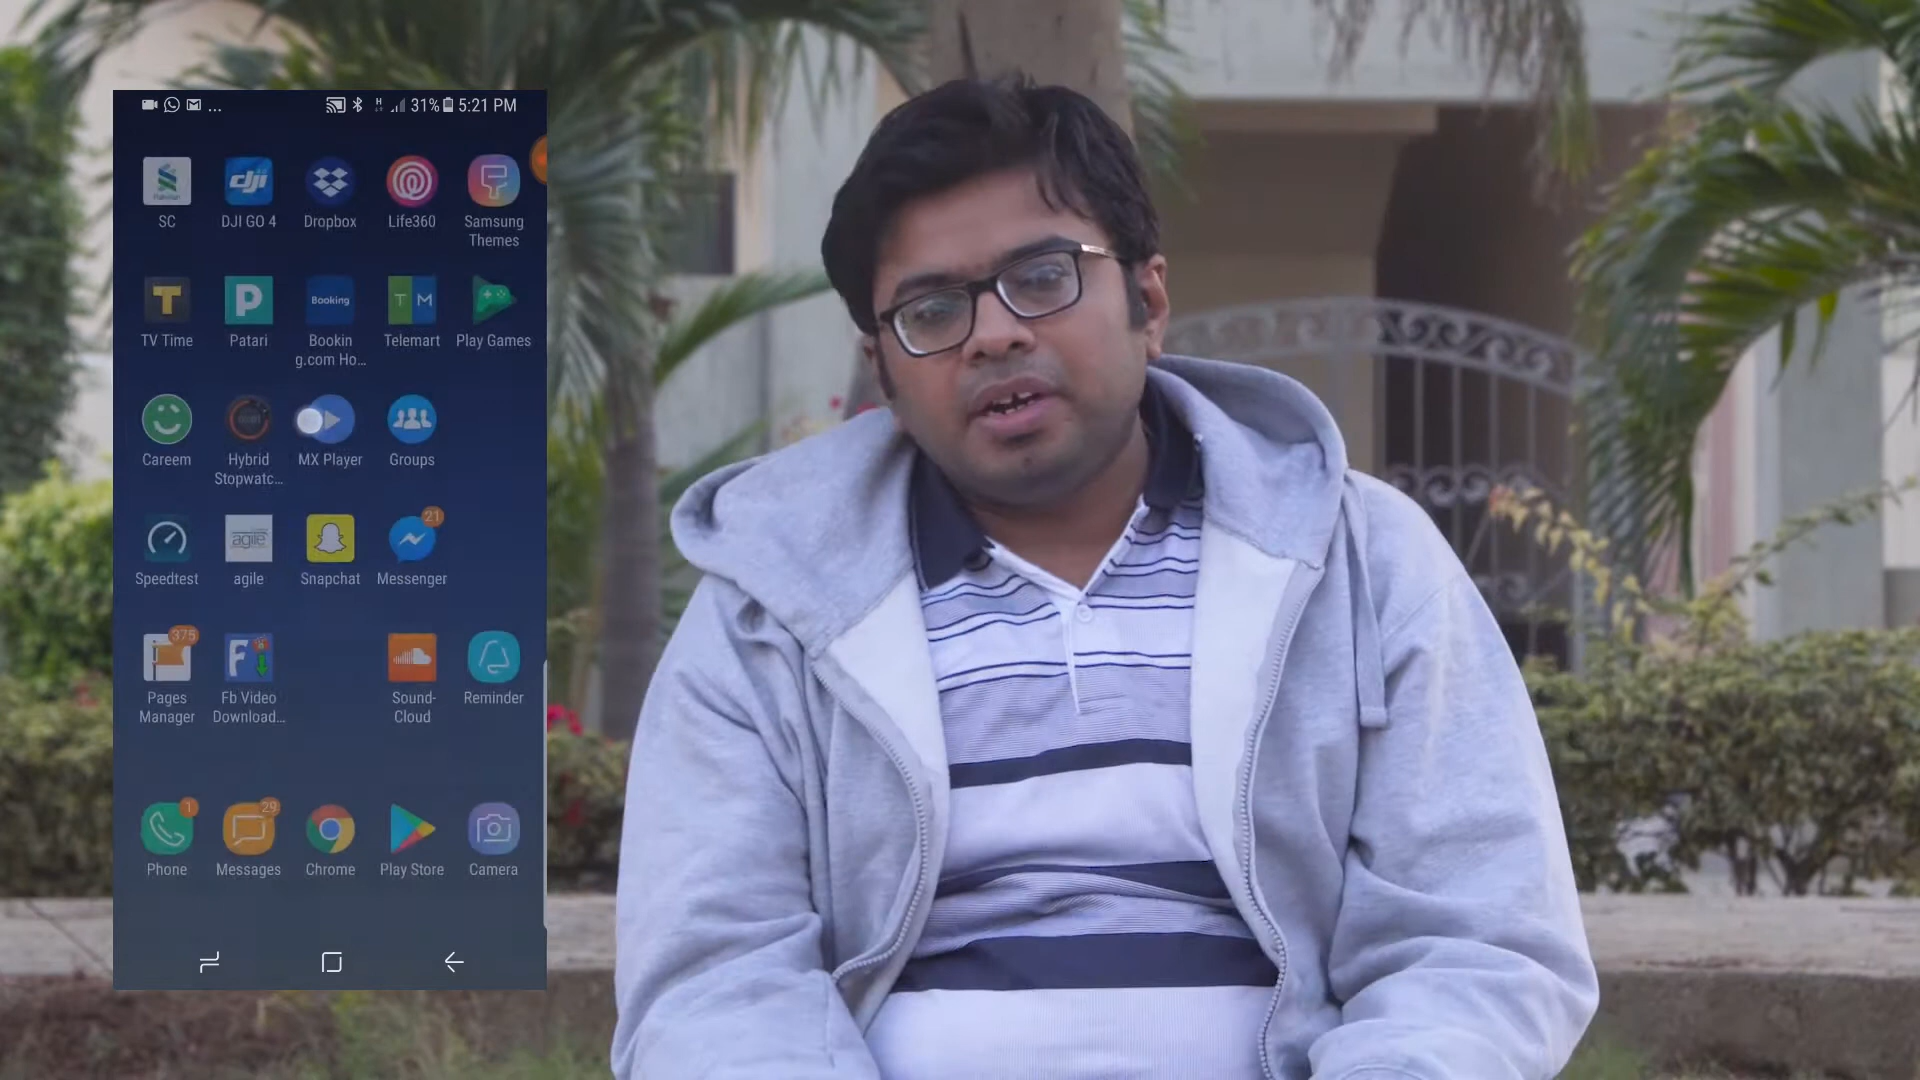 ... 31% 5:21 PM
SC DJI GO 4 Dropbox Life360 Samsung
Themes
T P Booking T M
TV Time Patari Bookin Telemart Play Games
g.com Ho...
Careem Hybrid MX Player Groups
Stopwatc...
agile 21
Speedtest agile Snapchat Messenger
375 F
Pages Fb Video Sound- Reminder
Manager Download... Cloud
1 29
Phone Messages Chrome Play Store Camera